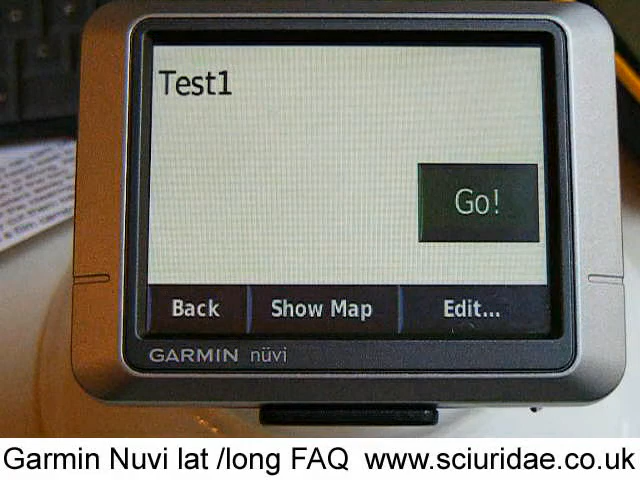 Test1
Go!
Back Show Map Edit...
GARMIN nüvi
Garmin Nuvi lat /long FAQ www.sciuridae.co.uk